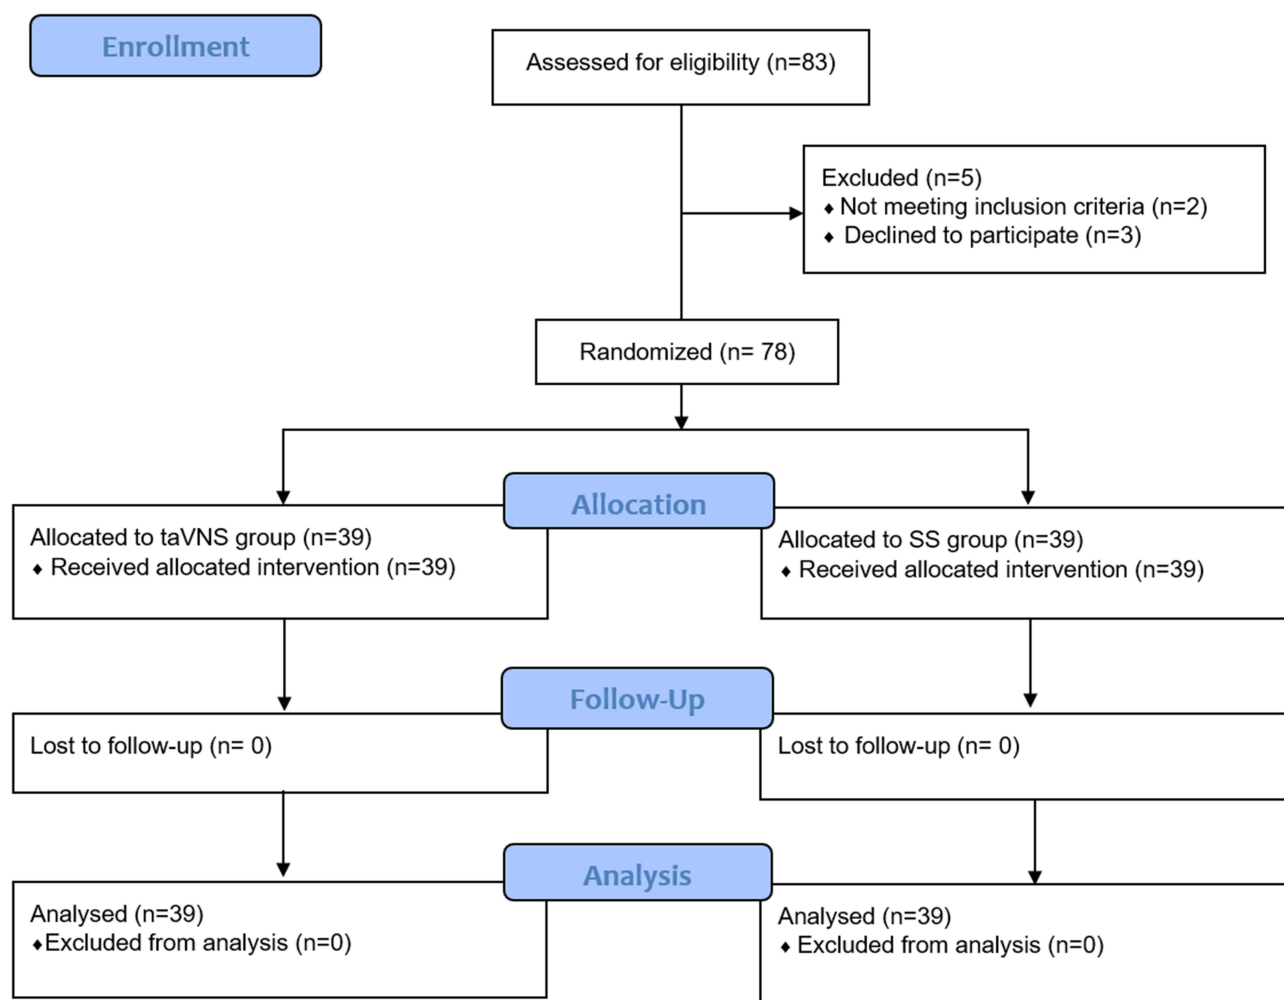 Enrollment
Assessed for eligibility (n=83)
Excluded (n=5)
♦ Not meeting inclusion criteria (n=2)
♦ Declined to participate (n=3)
Randomized (n= 78)
Allocation
Allocated to taVNS group (n=39)
♦ Received allocated intervention (n=39)
Allocated to SS group (n=39)
♦ Received allocated intervention (n=39)
Follow-Up
Lost to follow-up (n= 0)
Lost to follow-up (n= 0)
Analysis
Analysed (n=39)
♦Excluded from analysis (n=0)
Analysed (n=39)
♦ Excluded from analysis (n=0)